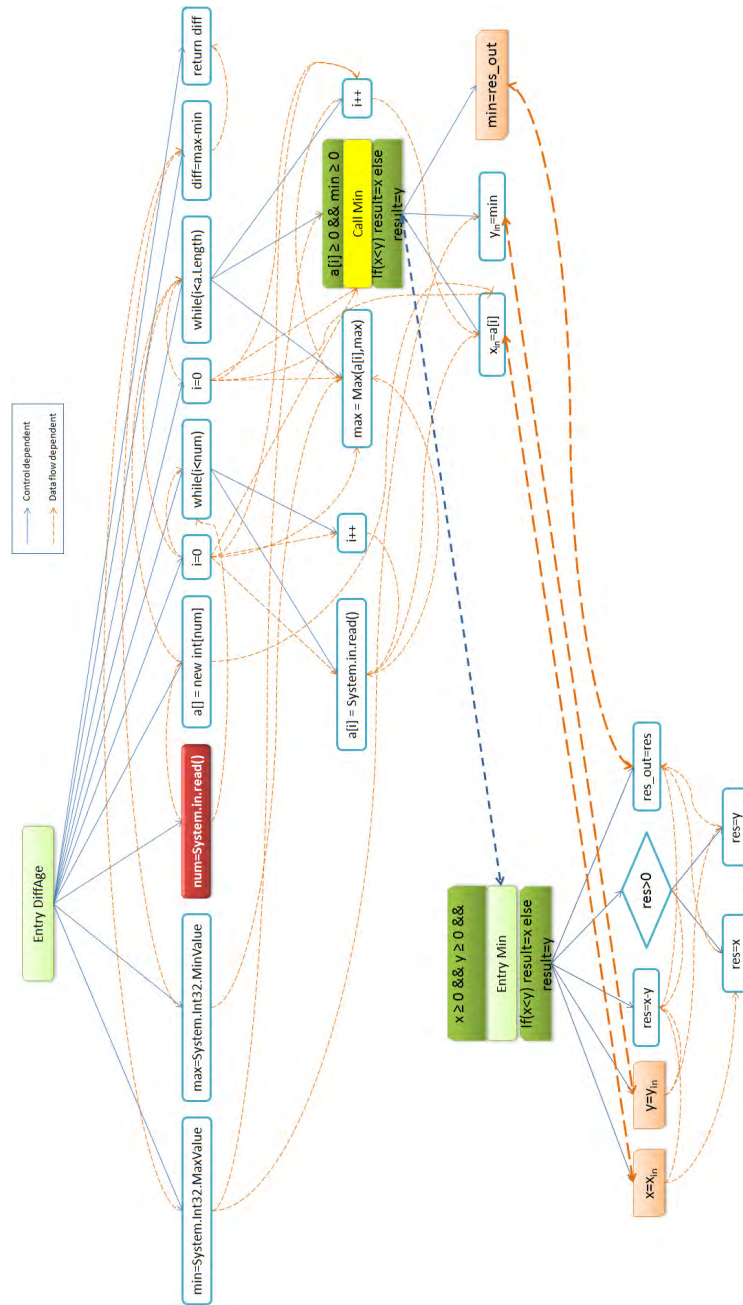 Control dependent
Data flow dependent
Entry DiffAge
min=System.Int32.MaxValue
max=System.Int32.MinValue
num=System.in.read()
a[] = new int[num]
i=0
while(i<num)
i=0
while(i<a.Length)
diff=max-min
return diff
a[i] = System.in.read()
i++
max = Max(a[i],max)
a[i] ≥ 0 && min ≥ 0
Call Min
If(x<y) result=x else
result=y
i++
x_in=a[i]
y_in=min
min=res_out
x ≥ 0 && y ≥ 0 &&
Entry Min
If(x<y) result=x else
result=y
x=x_in
y=y_in
res=x-y
res>0
res_out=res
res=x
res=y